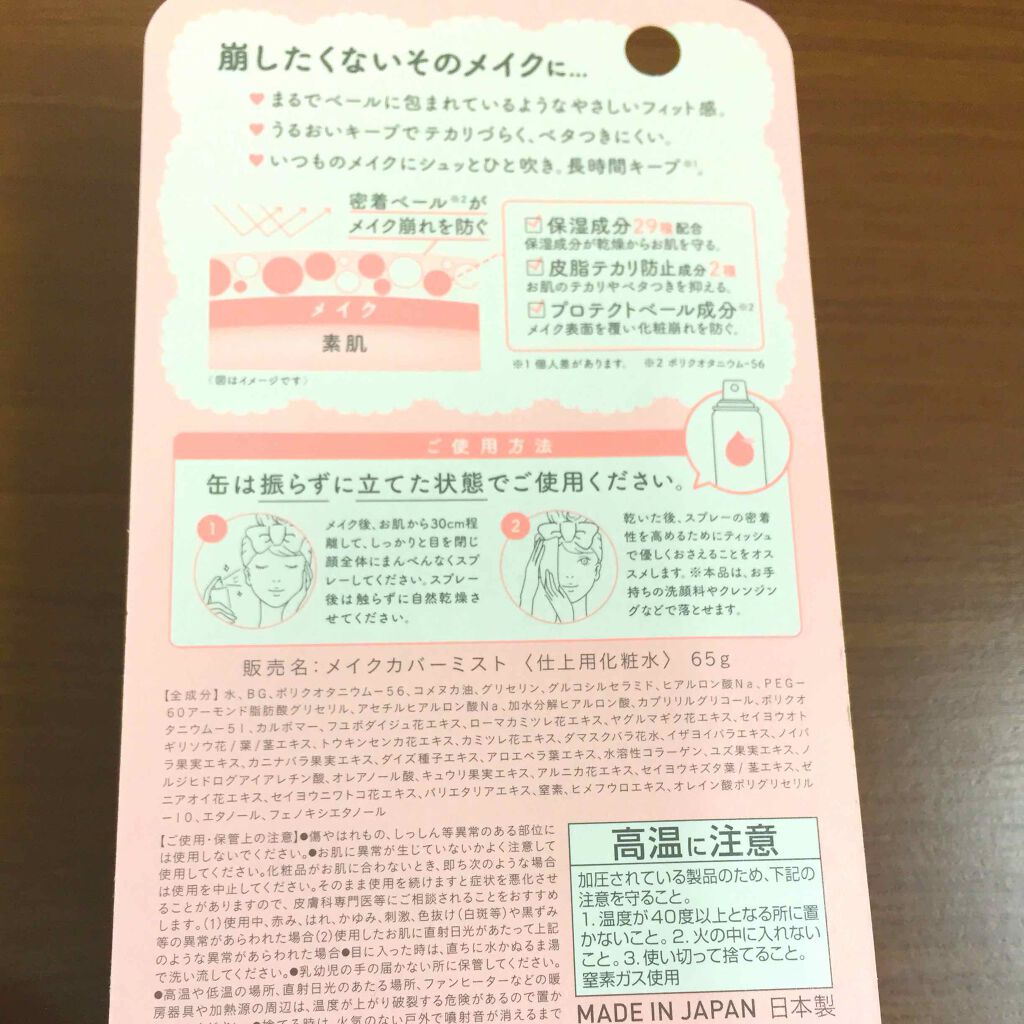 崩したくないそのメイクに…
♥まるでベールに包まれているようなやさしいフィット感。
♥うるおいキープでテカリづらく、ベタつきにくい。
♥いつものメイクにシュッとひと吹き。長時間キープ※1。
密着ベール※2が
メイク崩れを防ぐ
メイク
素肌
〈図はイメージです〉
☑保湿成分29種配合
保湿成分が乾燥からお肌を守る。
☑皮脂テカリ防止成分2種
お肌のテカリやベタつきを抑える。
☑プロテクトベール成分※2
メイク表面を覆い化粧崩れを防ぐ。
※1 個人差があります。 ※2 ポリクオタニウム-56
ご使用方法
缶は振らずに立てた状態でご使用ください。
1
メイク後、お肌から30cm程
離して、しっかりと目を閉じ
顔全体にまんべんなくスプ
レーしてください。スプレー
後は触らずに自然乾燥さ
せてください。
2
乾いた後、スプレーの密着
性を高めるためにティッシュ
で優しくおさえることをオス
スメします。※本品は、お手
持ちの洗顔料やクレンジン
グなどで落とせます。
販売名：メイクカバーミスト〈仕上用化粧水〉 65g
【全成分】水、BG、ポリクオタニウム-56、コメヌカ油、グリセリン、グルコシルセラミド、ヒアルロン酸Na、PEG-
60アーモンド脂肪酸グリセリル、アセチルヒアルロン酸Na、加水分解ヒアルロン酸、カプリリルグリコール、ポリクオ
タニウム-51、カルボマー、フユボダイジュ花エキス、ローマカミツレ花エキス、ヤグルマギク花エキス、セイヨウオト
ギリソウ花/葉/茎エキス、トウキンセンカ花エキス、カミツレ花エキス、ダマスクバラ花水、イザヨイバラエキス、ノイバ
ラ果実エキス、カニナバラ果実エキス、ダイズ種子エキス、アロエベラ葉エキス、水溶性コラーゲン、ユズ果実エキス、ノ
ルジヒドログアイアレチン酸、オレアノール酸、キュウリ果実エキス、アルニカ花エキス、セイヨウキズタ葉/茎エキス、ゼ
ニアオイ花エキス、セイヨウニワトコ花エキス、パリエタリアエキス、窒素、ヒメフウロエキス、オレイン酸ポリグリセリル
-10、エタノール、フェノキシエタノール
【ご使用・保管上の注意】●傷やはれもの、しっしん等異常のある部位に
は使用しないでください。●お肌に異常が生じていないかよく注意して
使用してください。化粧品がお肌に合わないとき、即ち次のような場合
は使用を中止してください。そのまま使用を続けますと症状を悪化させ
ることがありますので、皮膚科専門医等にご相談されることをおすすめ
します。(1)使用中、赤み、はれ、かゆみ、刺激、色抜け(白斑等)や黒ずみ
等の異常があらわれた場合(2)使用したお肌に直射日光があたって上記
のような異常があらわれた場合●目に入った時は、直ちに水かぬるま湯
で洗い流してください。●乳幼児の手の届かない所に保管してください。
●高温や低温の場所、直射日光のあたる場所、ファンヒーターなどの暖
房器具や加熱源の周辺は、温度が上がり破裂する危険があるので置か
●捨てる時は、火気のない戸外で噴射音が消えるまで
高温に注意
加圧されている製品のため、下記の
注意を守ること。
1.温度が40度以上となる所に置
かないこと。2.火の中に入れない
こと。3.使い切って捨てること。
窒素ガス使用
MADE IN JAPAN 日本製